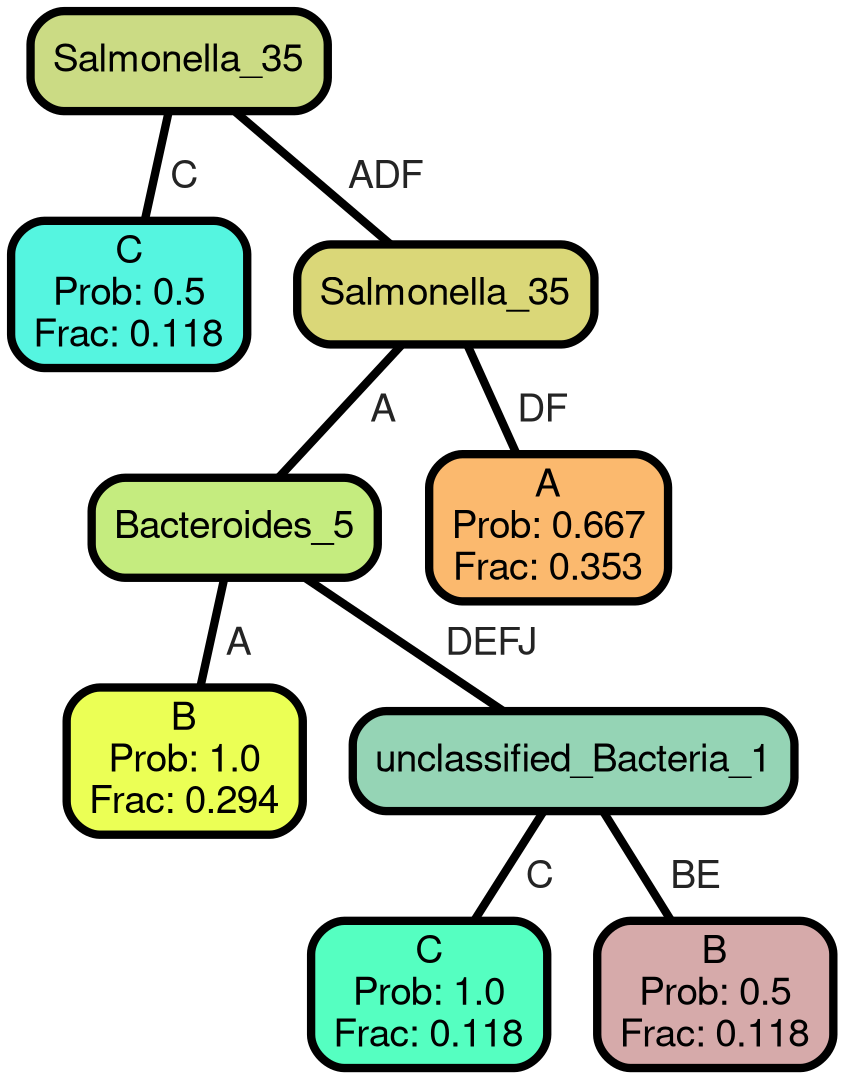 Salmonella_35
C
ADF
C
Prob: 0.5
Frac: 0.118
Salmonella_35
A
DF
Bacteroides_5
A
Prob: 0.667
Frac: 0.353
A
DEFJ
B
Prob: 1.0
Frac: 0.294
unclassified_Bacteria_1
C
BE
C
Prob: 1.0
Frac: 0.118
B
Prob: 0.5
Frac: 0.118